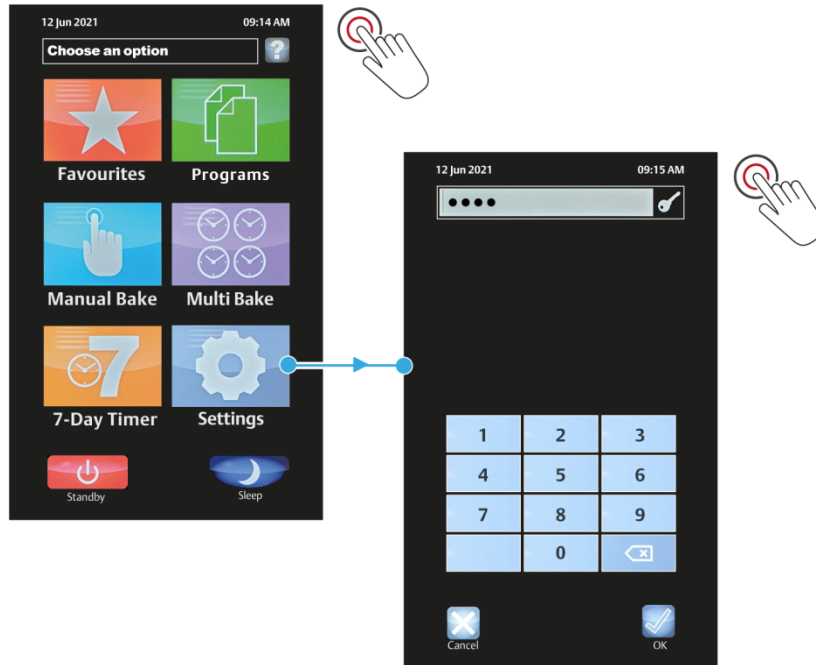 12 Jun 2021 09:14 AM
Choose an option ?
Favourites Programs
Manual Bake Multi Bake
7
7-Day Timer Settings
Standby Sleep
12 Jun 2021 09:15 AM
1 2 3
4 5 6
7 8 9
0
Cancel OK